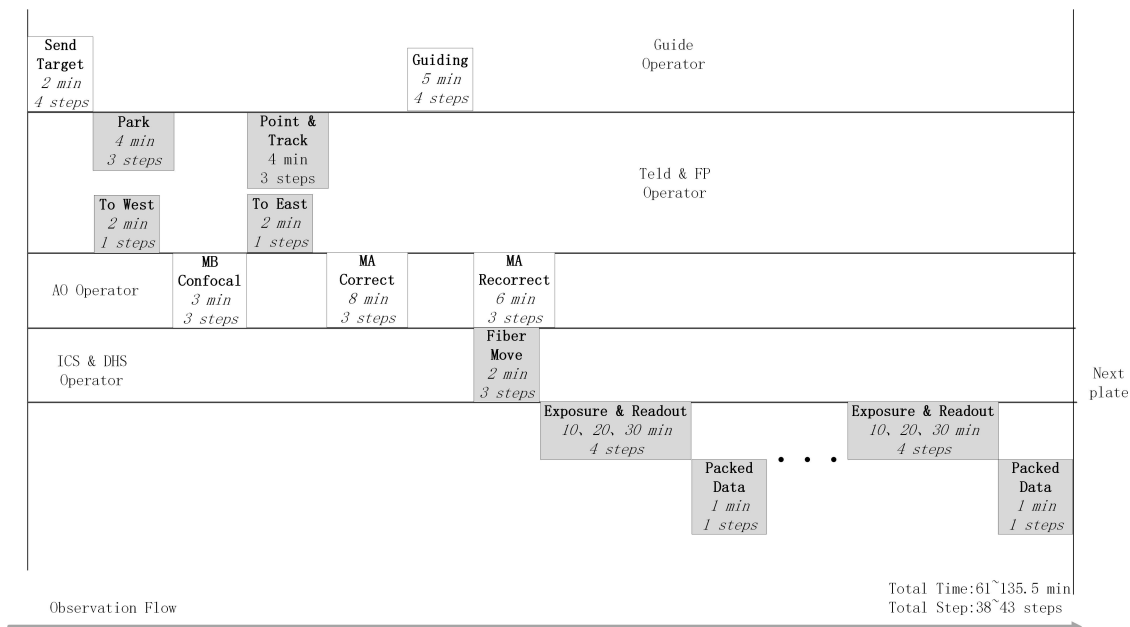 Send
Target
2 min
4 steps
Guiding
5 min
4 steps
Guide
Operator
Park
4 min
3 steps
Point &
Track
4 min
3 steps
To West
2 min
1 steps
To East
2 min
1 steps
Teld & FP
Operator
AO Operator
MB
Confocal
3 min
3 steps
MA
Correct
8 min
3 steps
MA
Recorrect
6 min
3 steps
ICS & DHS
Operator
Fiber
Move
2 min
3 steps
Next
plate
Exposure & Readout
10、20、30 min
4 steps
Packed
Data
1 min
1 steps
• • •
Exposure & Readout
10、20、30 min
4 steps
Packed
Data
1 min
1 steps
Observation Flow
Total Time:61~135.5 min
Total Step:38~43 steps